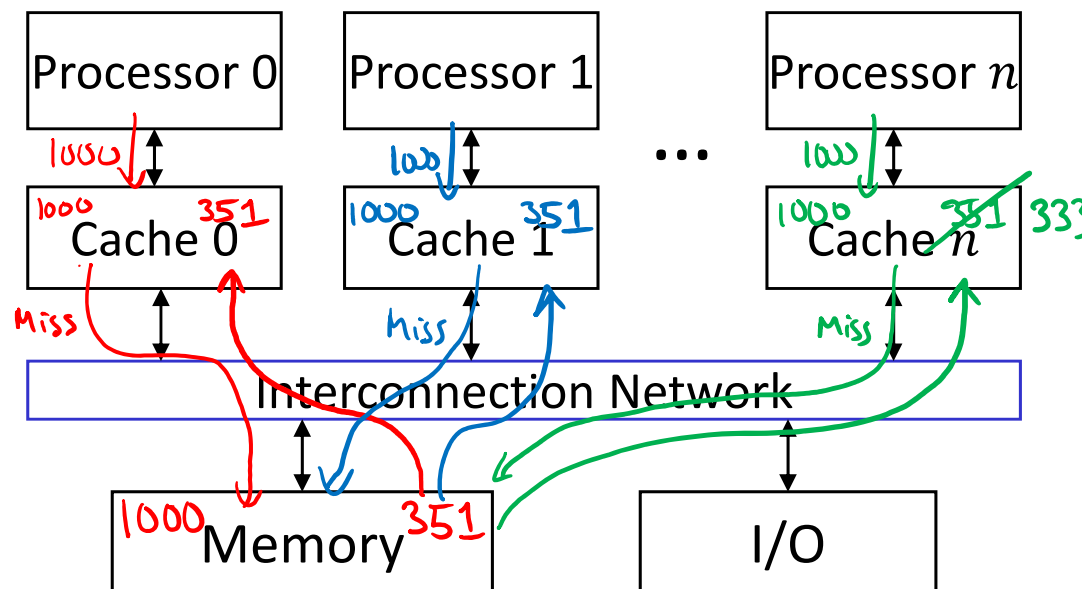 Processor 0
Processor 1
Processor n
...
1000
1000
1000
1000 351
1000 351
1000 351 333
Cache 0
Cache 1
Cache n
Miss
Miss
Miss
Interconnection Network
1000 351
Memory
I/O